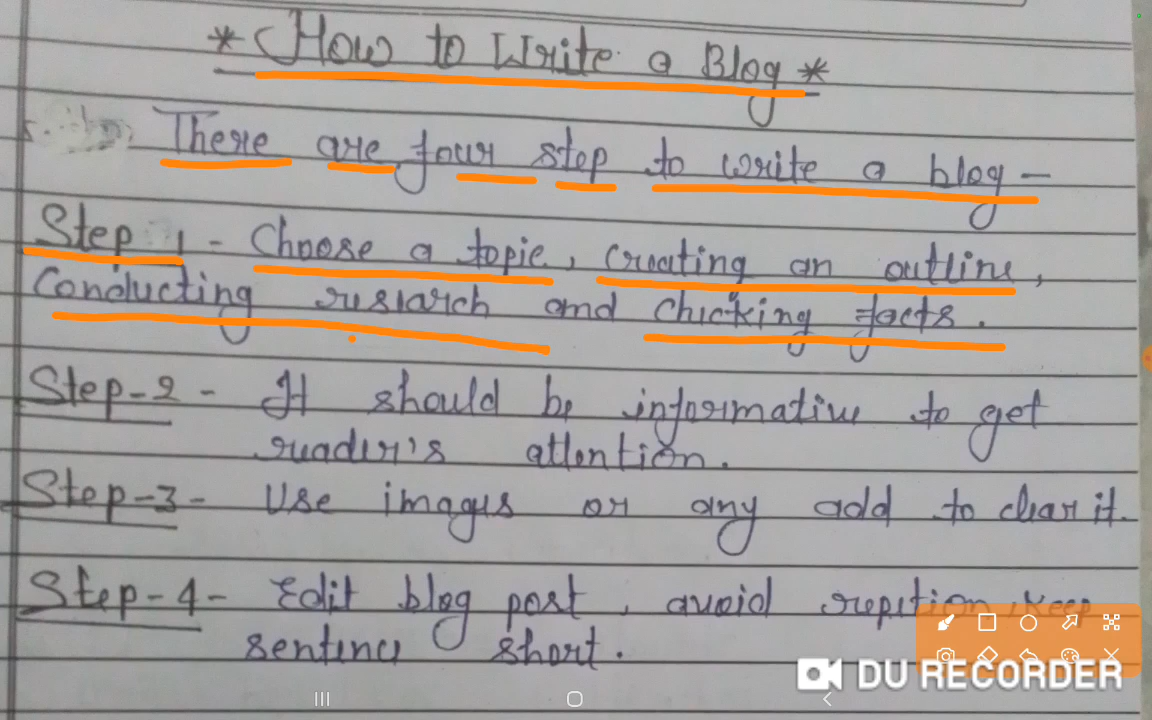 * How to Write a Blog *
There are four step to write a blog -
Step 1 - Choose a topic, Creating an outline,
Conducting research and checking facts.
Step-2 - It should be informative to get
reader's attention.
Step-3 - Use images or any add to clear it.
Step-4 - Edit blog post, avoid repition, keep
sentence short.
DU RECORDER